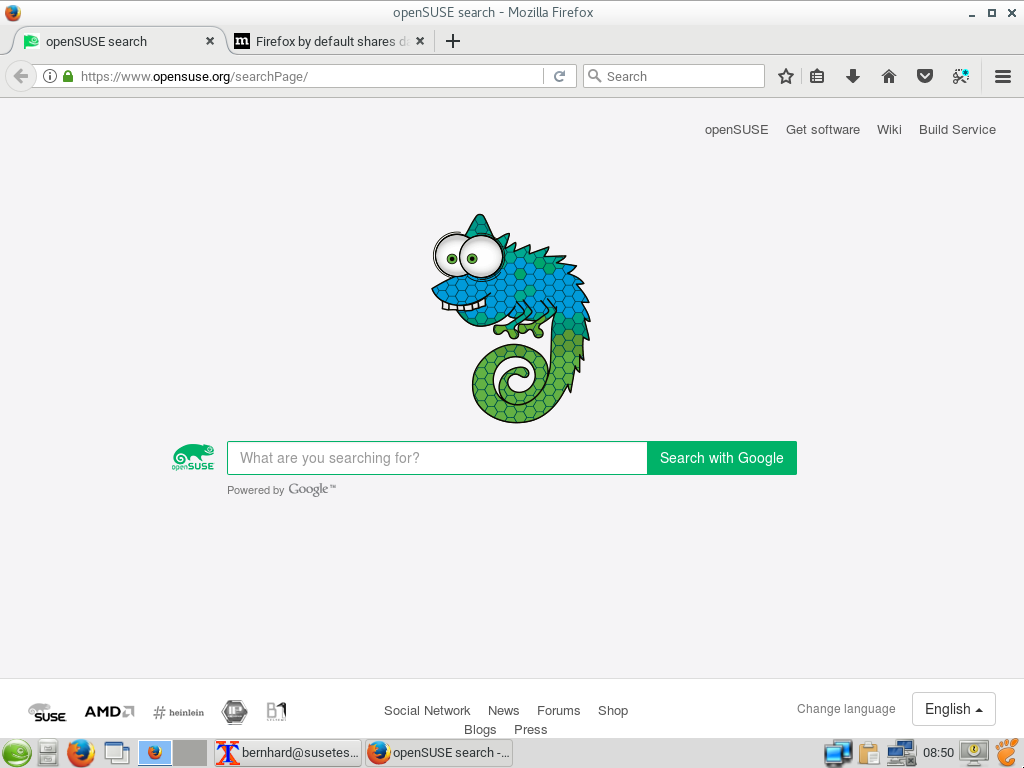 openSUSE search - Mozilla Firefox
openSUSE search
Firefox by default shares da
https://www.opensuse.org/searchPage/
Search
openSUSE Get software Wiki Build Service
openSUSE
What are you searching for?
Search with Google
Powered by Google™
SUSE
AMD
# heinlein
B1
Social Network News Forums Shop
Blogs Press
Change language
English
bernhard@susetes...
openSUSE search -...
08:50